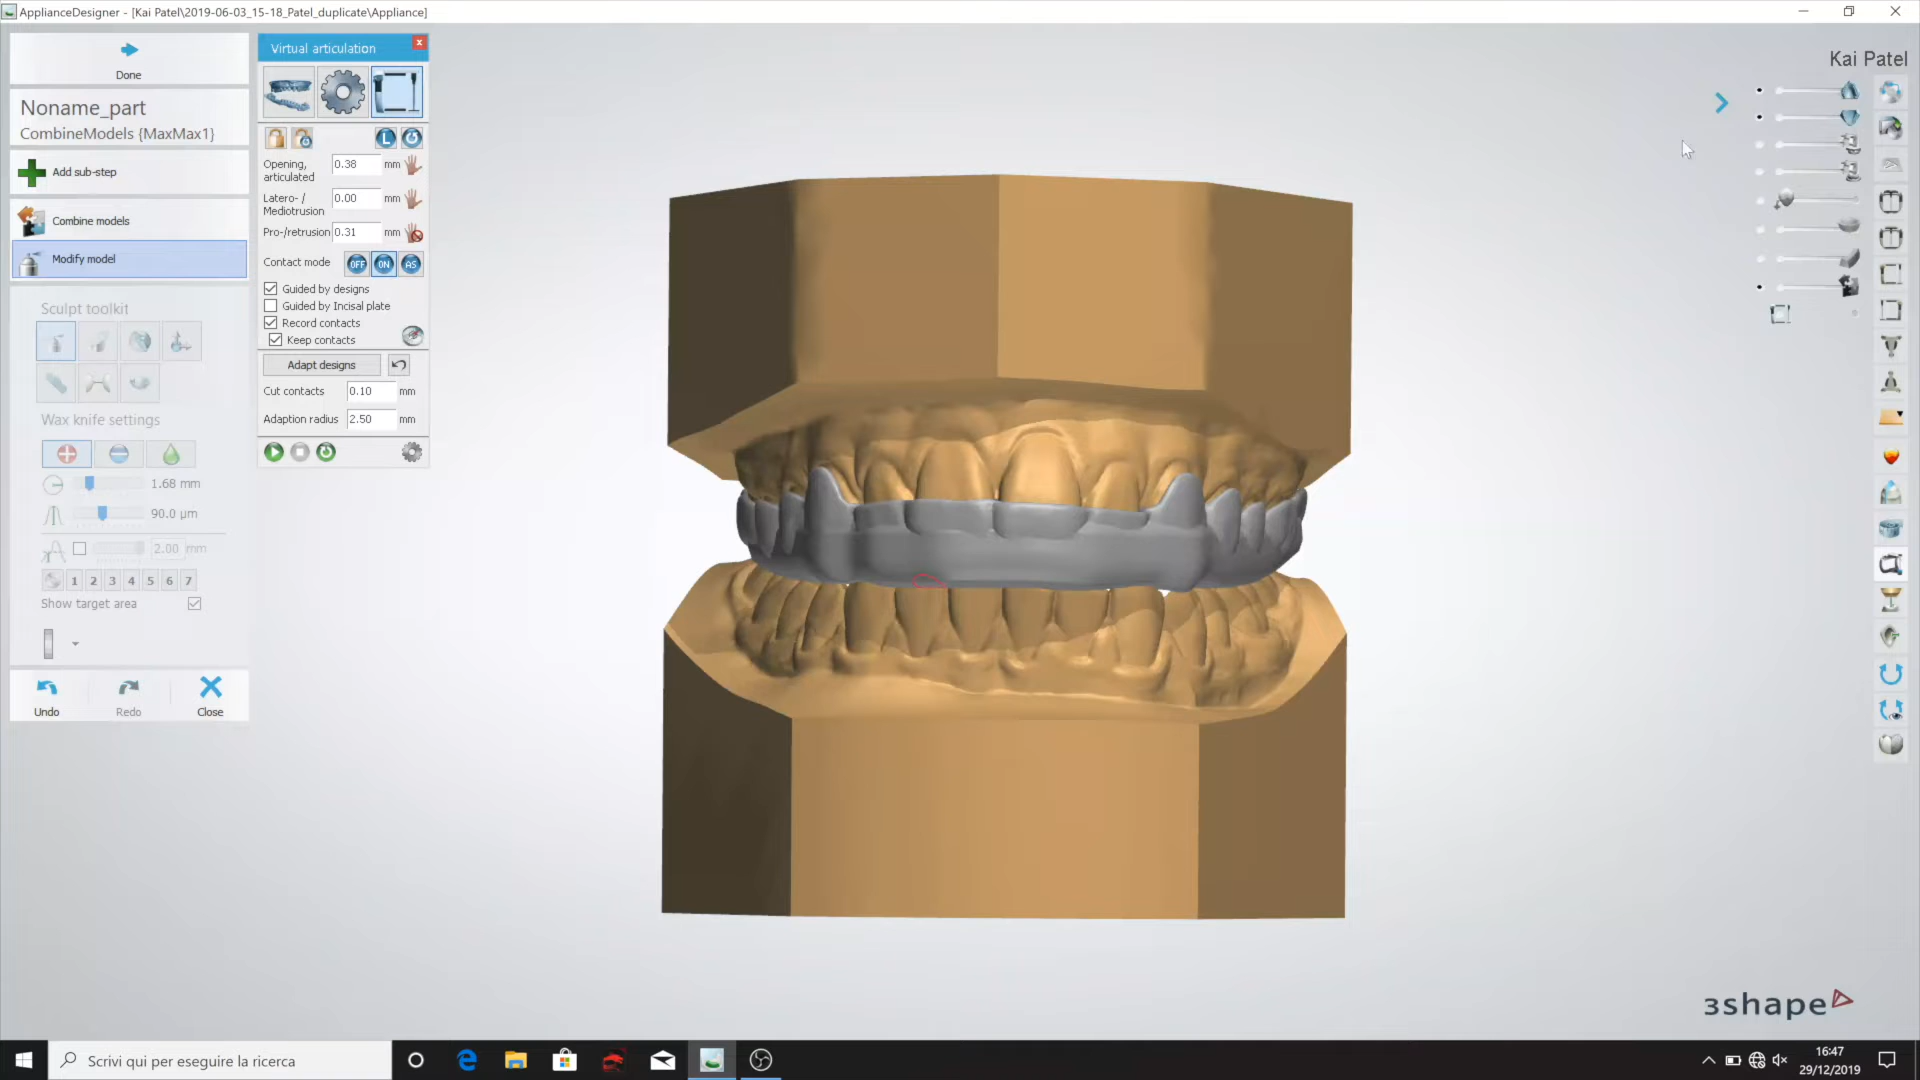 ApplianceDesigner - [Kai Patel\2019-06-03_15-18_Patel_duplicate\Appliance]
Done
Noname_part
CombineModels {MaxMax1}
Add sub-step
Combine models
Modify model
Sculpt toolkit
Wax knife settings
1.68 mm
90.0 µm
2.00 mm
1 2 3 4 5 6 7
Show target area
Undo
Redo
Close
Virtual articulation
L
Opening, articulated
0.38 mm
Latero- / Mediotrusion
0.00 mm
Pro-/retrusion 0.31 mm
Contact mode OFF ON AS
Guided by designs
Guided by Incisal plate
Record contacts
Keep contacts
Adapt designs
Cut contacts 0.10 mm
Adaption radius 2.50 mm
Kai Patel
3shape
Scrivi qui per eseguire la ricerca
16:47
29/12/2019